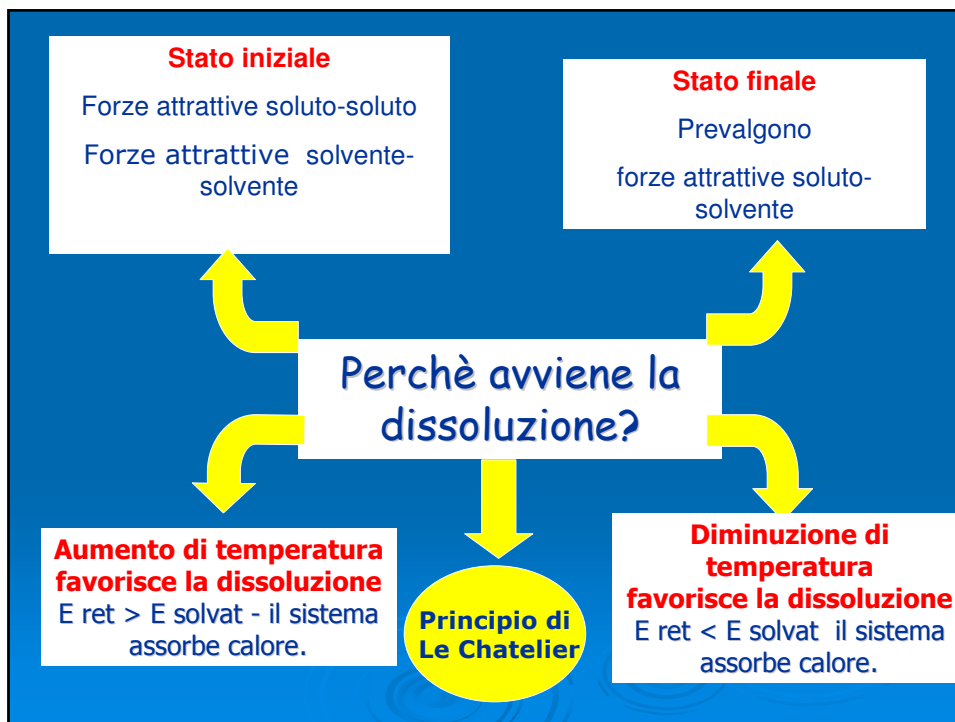 Stato iniziale
Forze attrattive soluto-soluto
Forze attrattive solvente-
solvente
Stato finale
Prevalgono
forze attrattive soluto-
solvente
Perchè avviene la
dissoluzione?
Aumento di temperatura
favorisce la dissoluzione
E ret > E solvat - il sistema
assorbe calore.
Principio di
Le Chatelier
Diminuzione di
temperatura
favorisce la dissoluzione
E ret < E solvat il sistema
assorbe calore.